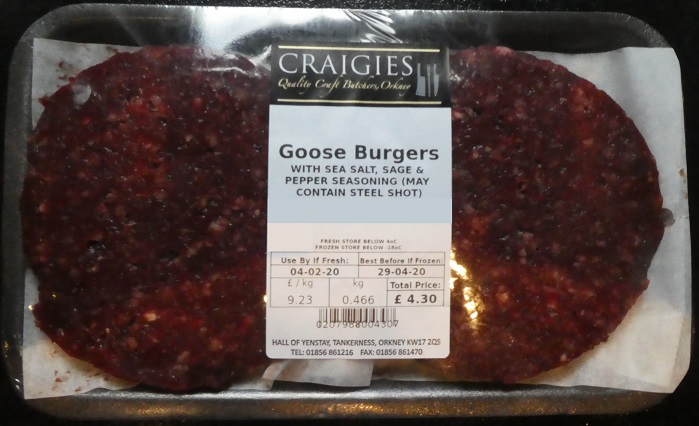 CRAIGIES
Quality Craft Butchers, Orkney
Goose Burgers
WITH SEA SALT, SAGE &
PEPPER SEASONING (MAY
CONTAIN STEEL SHOT)
FRESH STORE BELOW 4oC
FROZEN STORE BELOW -18oC
Use By if Fresh: Best Before If Frozen:
04-02-20 29-04-20
£ / kg kg Total Price:
9.23 0.466 £ 4.30
0207988004307
HALL OF YENSTAY, TANKERNESS, ORKNEY KW17 2QS
TEL: 01856 861216 FAX: 01856 861470